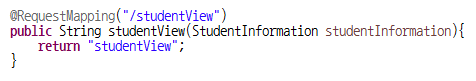 @RequestMapping("/studentView")
public String studentView(StudentInformation studentInformation){
    return "studentView";
}